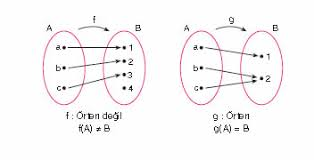 f
A B
a 1
b 2
c 3
4
f : Örten değil
f(A) ≠ B
g
A B
a 1
b 2
c
g : Örten
g(A) = B